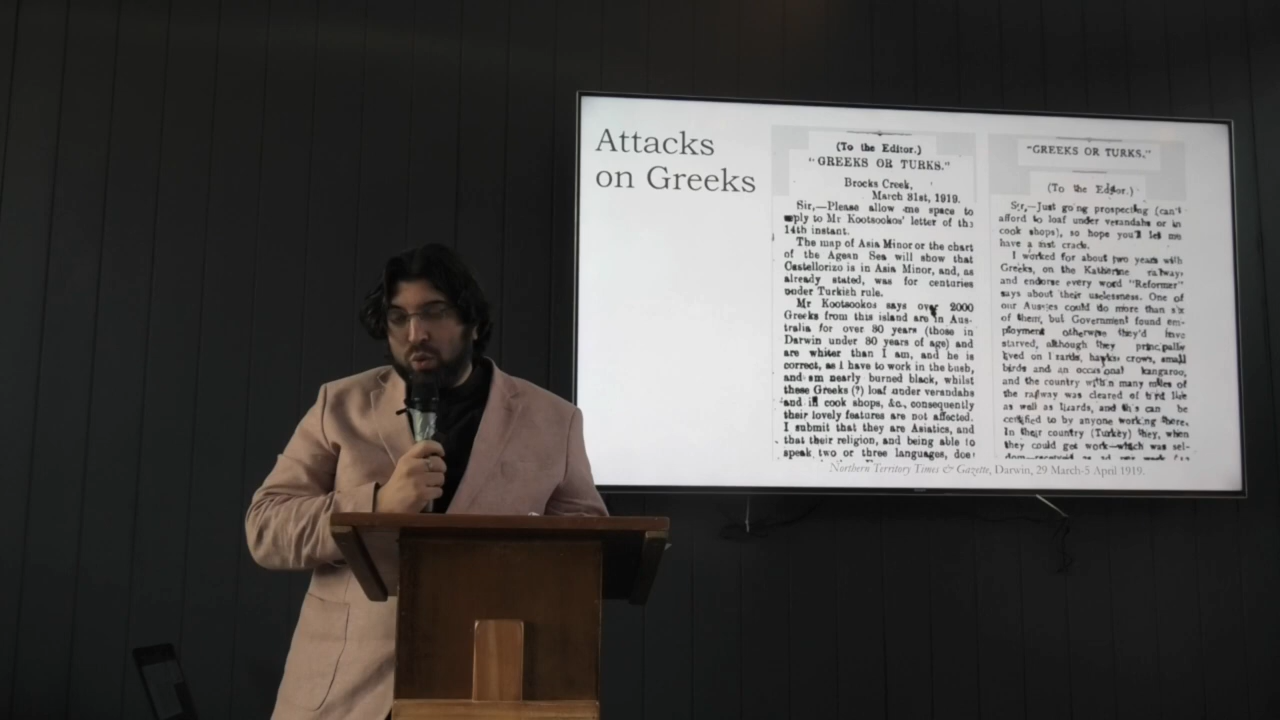 Attacks
on Greeks
(To the Editor.)
"GREEKS OR TURKS."
Brocks Creek,
March 31st, 1919.
Sir,—Please allow me space to
reply to Mr Kootsookos' letter of the
14th instant.
The map of Asia Minor or the chart
of the Agean Sea will show that
Castellorizo is in Asia Minor, and, as
already stated, was for centuries
under Turkish rule.
Mr Kootsookos says over 2000
Greeks from this island are in Aus-
tralia for over 80 years (those in
Darwin under 80 years of age) and
are whiter than I am, and he is
correct, as I have to work in the bush,
and am nearly burned black, whilst
these Greeks (?) loaf under verandahs
and in cook shops, &c., consequently
their lovely features are not affected.
I submit that they are Asiatics, and
that their religion, and being able to
speak two or three languages, does
"GREEKS OR TURKS."
(To the Editor.)
Sir,—Just going prospecting (can't
afford to loaf under verandahs or in
cook shops), so hope you'll let me
have a crack.
I worked for about two years with
Greeks, on the Katherine railway,
and endorse every word "Reformer"
says about their uselessness. One of
our Aussies could do more than six
of them, but Government found em-
ployment otherwise they'd have
starved, although they principally
lived on lizards, hawks, crows, small
birds and an occasional kangaroo,
and the country within many miles of
the railway was cleared of bird life
as well as lizards, and this can be
certified to by anyone working there.
In their country (Turkey) they, when
they could get work—which was sel-
Northern Territory Times & Gazette, Darwin, 29 March-5 April 1919.